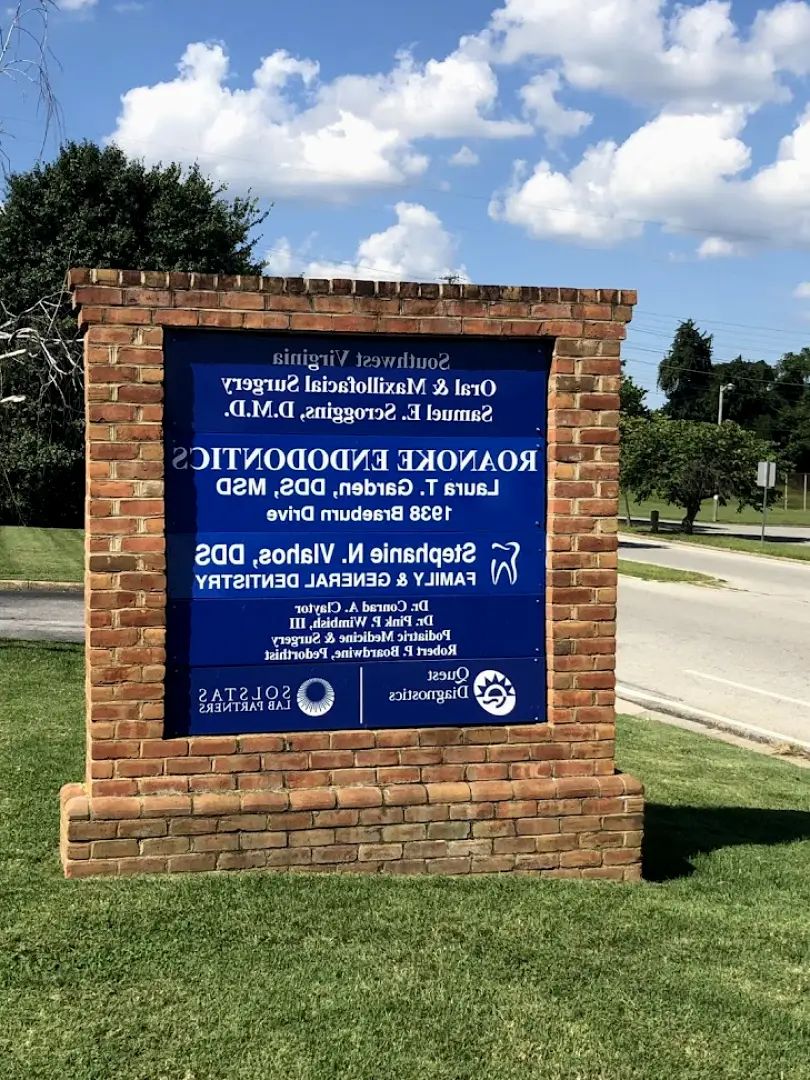 Southwest Virginia
Oral & Maxillofacial Surgery
Samuel E. Scroggins, D.M.D.
ROANOKE ENDODONTICS
Laura T. Garden, DDS, MSD
1938 Braeburn Drive
Stephanie N. Vlahos, DDS
FAMILY & GENERAL DENTISTRY
Dr. Conrad A. Claytor
Dr. Pink P. Wimbish, III,
Podiatric Medicine & Surgery
Robert P. Boardwine, Pedorthist
Quest
Diagnostics
SOLSTAS
LAB PARTNERS